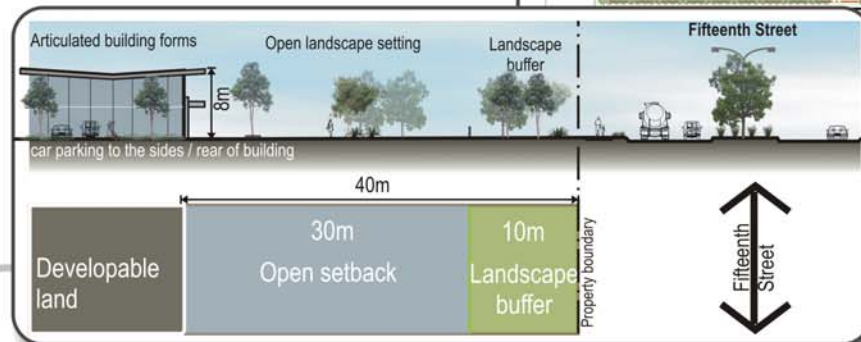 Articulated building forms
Open landscape setting
Landscape
buffer
Fifteenth Street
8m
car parking to the sides / rear of building
40m
Developable
land
30m
Open setback
10m
Landscape
buffer
Property boundary
Fifteenth
Street